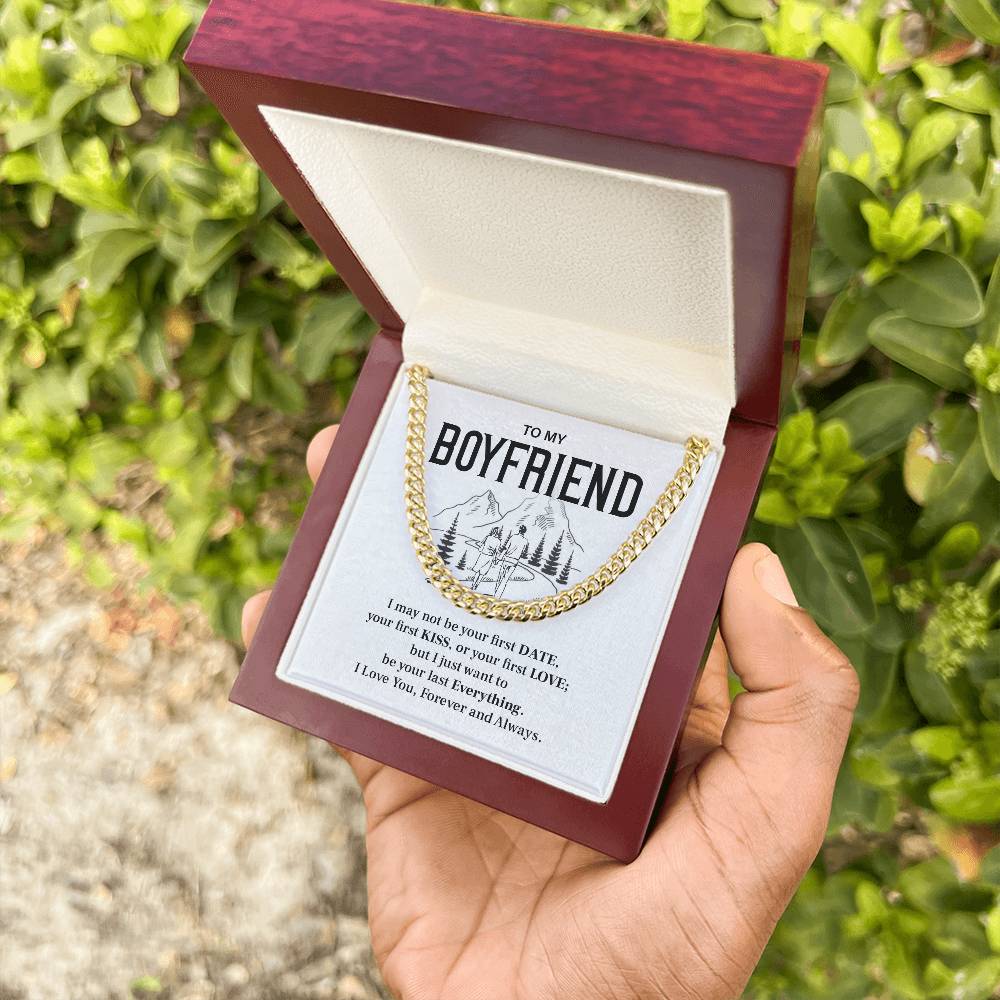 TO MY
BOYFRIEND
I may not be your first DATE,
your first KISS, or your first LOVE;
but I just want to
be your last Everything.
I Love You, Forever and Always.